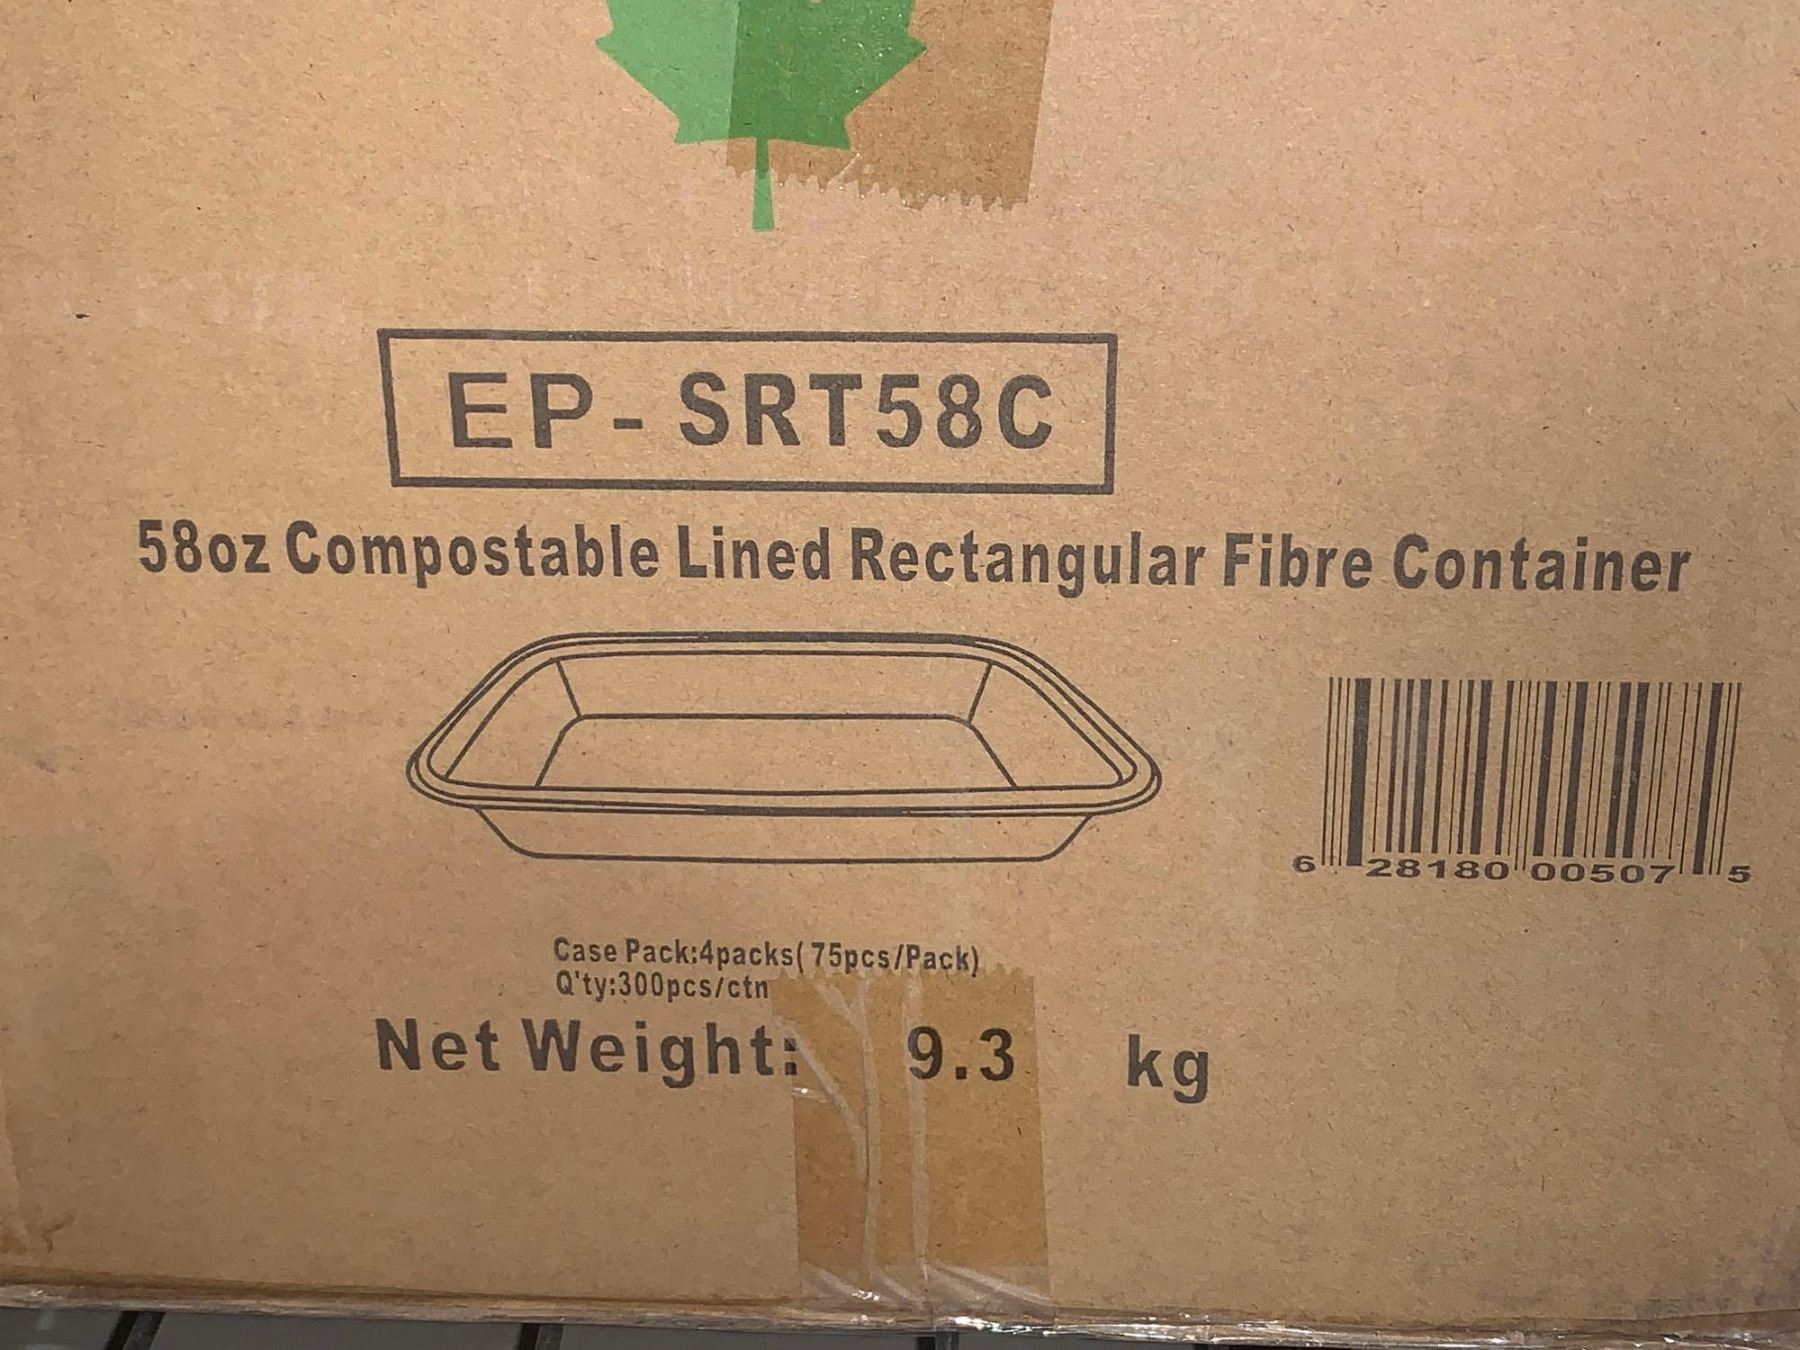 EP-SRT58C
58oz Compostable Lined Rectangular Fibre Container
6 28180 00507 5
Case Pack:4packs( 75pcs/Pack)
Q'ty:300pcs/ctn
Net Weight: 9.3 kg